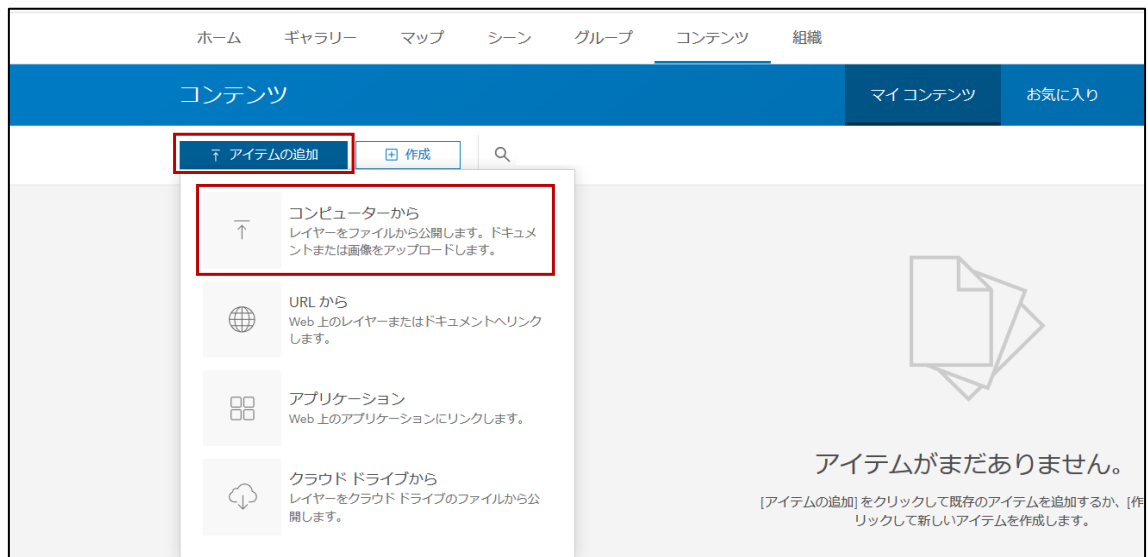 ホーム ギャラリー マップ シーン グループ コンテンツ 組織
コンテンツ マイ コンテンツ お気に入り
アイテムの追加 作成
コンピューターから
レイヤーをファイルから公開します。ドキュメ
ントまたは画像をアップロードします。
URL から
Web 上のレイヤーまたはドキュメントへリンク
します。
アプリケーション
Web 上のアプリケーションにリンクします。
クラウド ドライブから
レイヤーをクラウド ドライブのファイルから公
開します。
アイテムがまだありません。
[アイテムの追加] をクリックして既存のアイテムを追加するか、[作
リックして新しいアイテムを作成します。